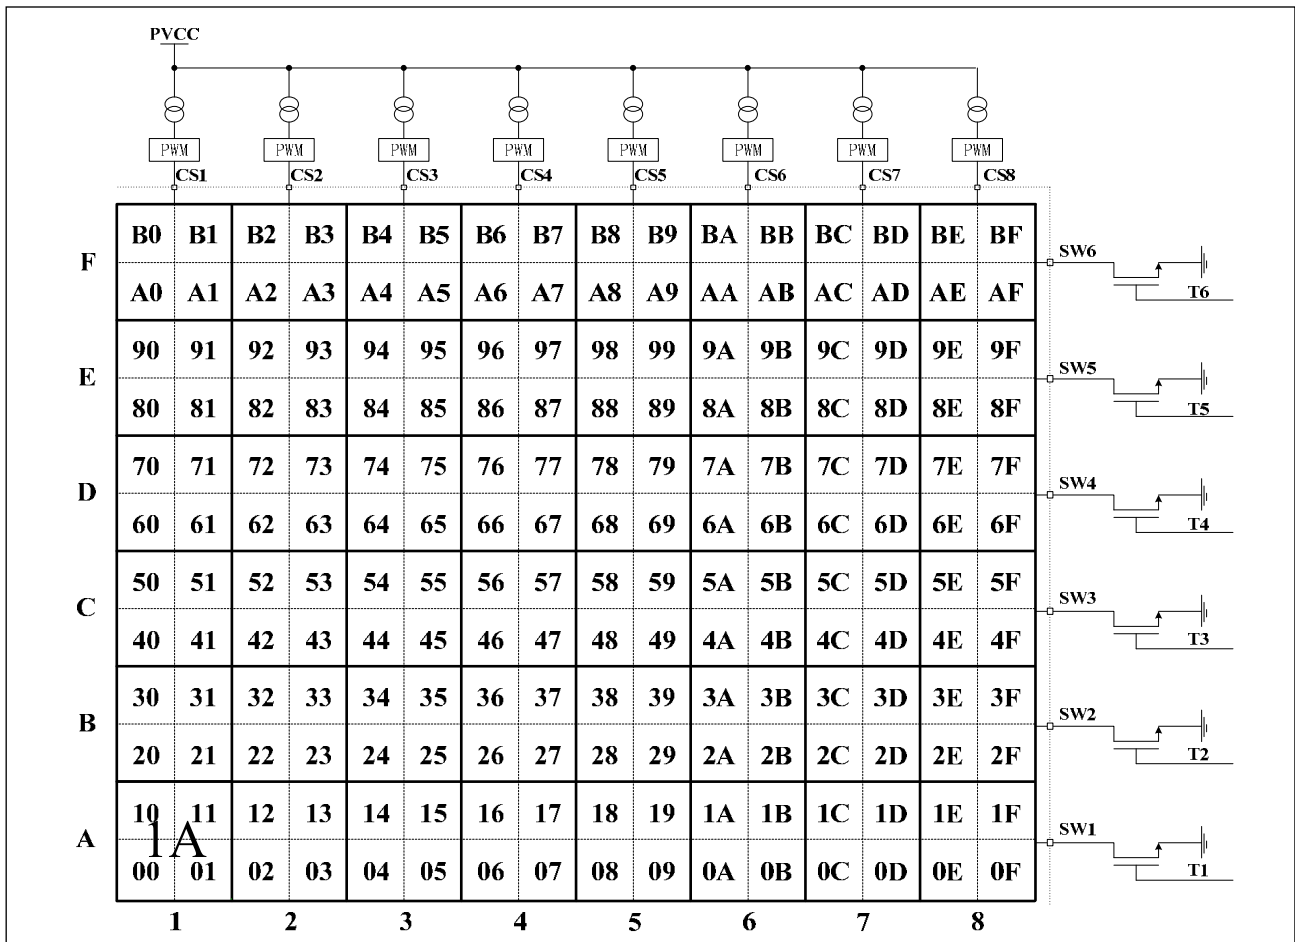 PVCC
PWM PWM PWM PWM PWM PWM PWM PWM
CS1 CS2 CS3 CS4 CS5 CS6 CS7 CS8
B0 B1 B2 B3 B4 B5 B6 B7 B8 B9 BA BB BC BD BE BF
F SW6
A0 A1 A2 A3 A4 A5 A6 A7 A8 A9 AA AB AC AD AE AF T6
90 91 92 93 94 95 96 97 98 99 9A 9B 9C 9D 9E 9F
E SW5
80 81 82 83 84 85 86 87 88 89 8A 8B 8C 8D 8E 8F T5
70 71 72 73 74 75 76 77 78 79 7A 7B 7C 7D 7E 7F
D SW4
60 61 62 63 64 65 66 67 68 69 6A 6B 6C 6D 6E 6F T4
50 51 52 53 54 55 56 57 58 59 5A 5B 5C 5D 5E 5F
C SW3
40 41 42 43 44 45 46 47 48 49 4A 4B 4C 4D 4E 4F T3
30 31 32 33 34 35 36 37 38 39 3A 3B 3C 3D 3E 3F
B SW2
20 21 22 23 24 25 26 27 28 29 2A 2B 2C 2D 2E 2F T2
10 11 12 13 14 15 16 17 18 19 1A 1B 1C 1D 1E 1F
A 1A SW1
00 01 02 03 04 05 06 07 08 09 0A 0B 0C 0D 0E 0F T1
1 2 3 4 5 6 7 8